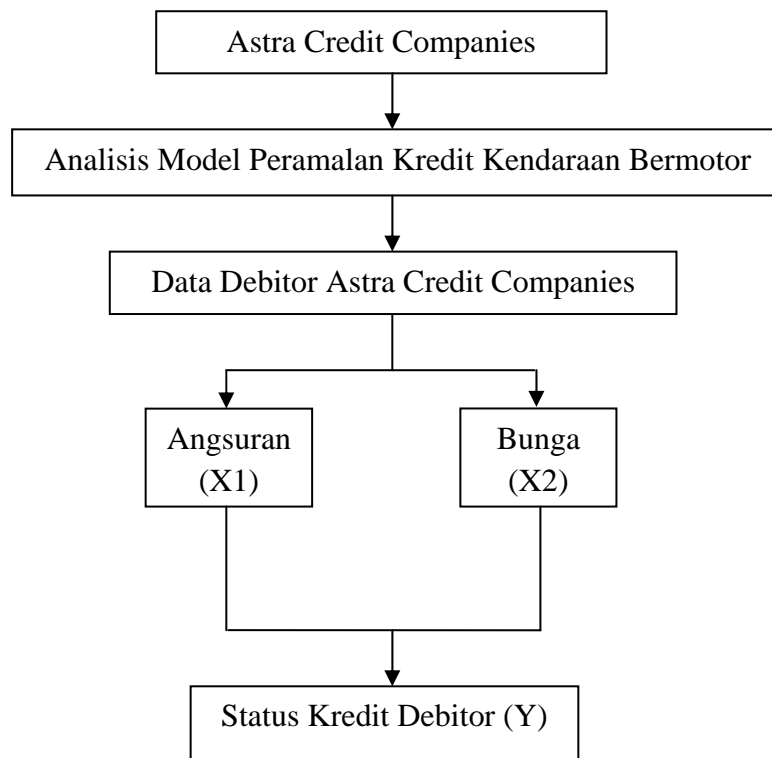 Astra Credit Companies
Analisis Model Peramalan Kredit Kendaraan Bermotor
Data Debitor Astra Credit Companies
Angsuran
(X1)
Bunga
(X2)
Status Kredit Debitor (Y)